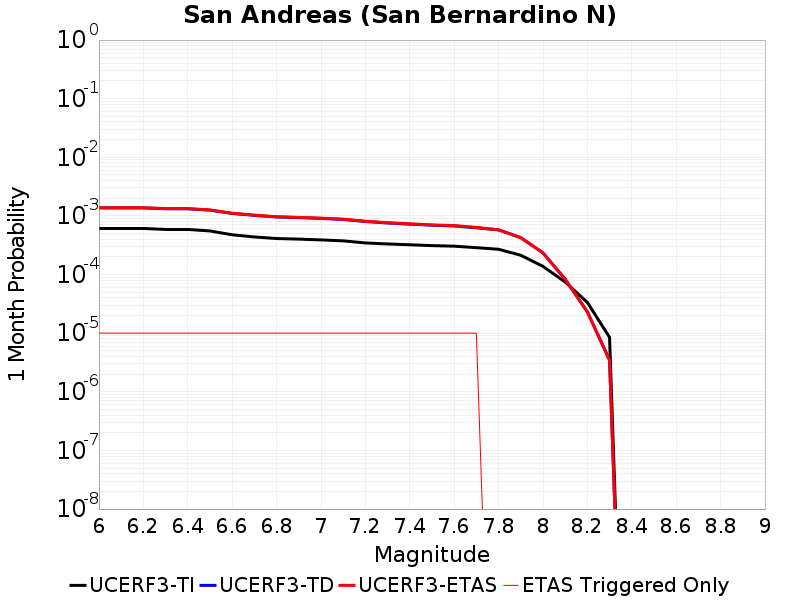 San Andreas (San Bernardino N)
1 Month Probability
10^0
10^-1
10^-2
10^-3
10^-4
10^-5
10^-6
10^-7
10^-8
6 6.2 6.4 6.6 6.8 7 7.2 7.4 7.6 7.8 8 8.2 8.4 8.6 8.8 9
Magnitude
UCERF3-TI UCERF3-TD UCERF3-ETAS ETAS Triggered Only